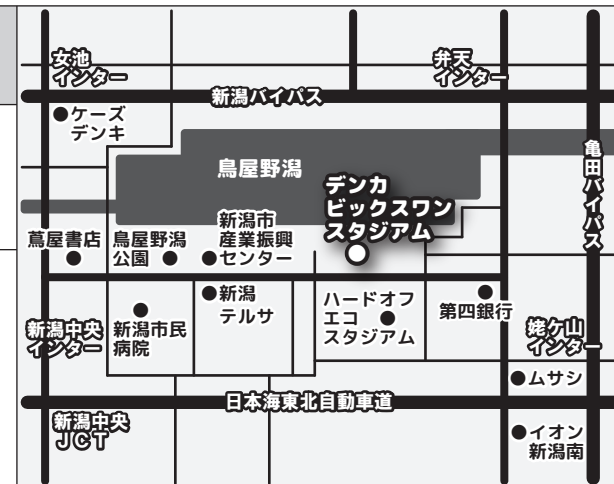 女池
インター
弁天
インター
新潟バイパス
ケーズ
デンキ
鳥屋野潟
亀田バイパス
デンカ
ビックスワン
スタジアム
蔦屋書店
鳥屋野潟
公園
新潟市
産業振興
センター
新潟
テルサ
ハードオフ
エコ
スタジアム
第四銀行
新潟中央
インター
新潟市民
病院
姥ケ山
インター
ムサシ
日本海東北自動車道
新潟中央
JCT
イオン
新潟南